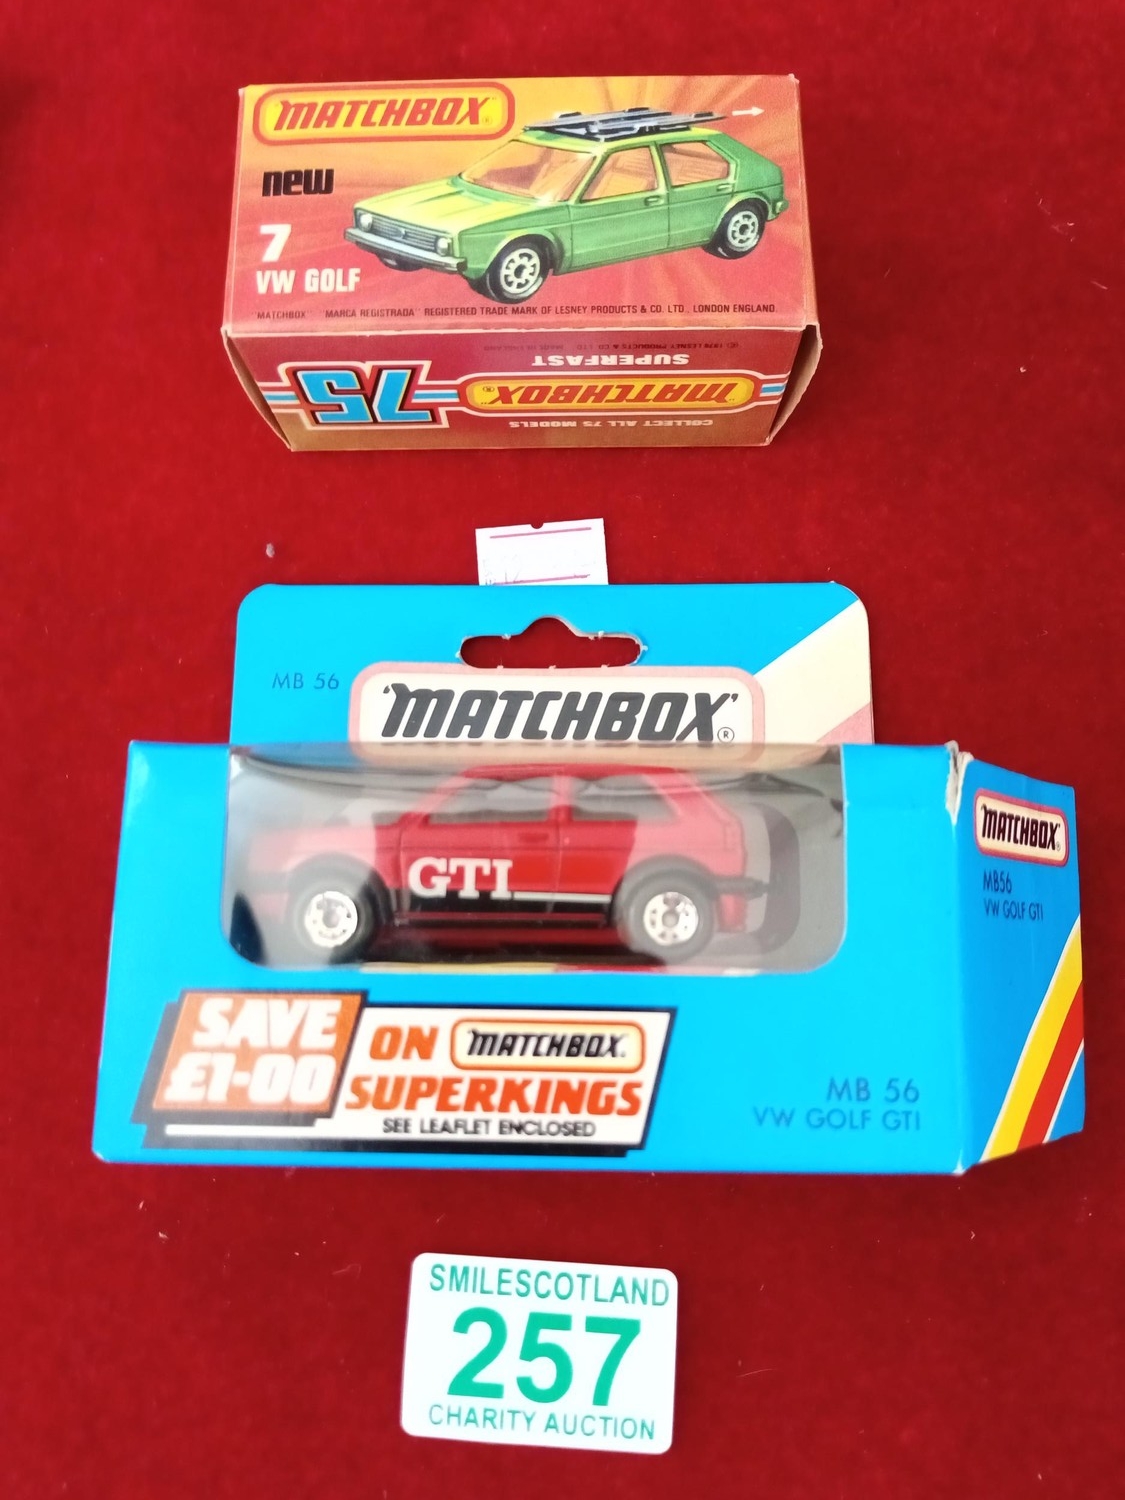 'MATCHBOX'®
new
7
VW GOLF
MATCHBOX "MARCA REGISTRADA" REGISTERED TRADE MARK OF LESNEY PRODUCTS & CO. LTD., LONDON ENGLAND.
SUPERFAST
75
'MATCHBOX'®
COLLECT ALL 75 MODELS
12
MB 56
'MATCHBOX'®
GTI
MATCHBOX®
MB56
VW GOLF GTI
SAVE
£1-00
ON MATCHBOX®
SUPERKINGS
SEE LEAFLET ENCLOSED
MB 56
VW GOLF GTI
SMILESCOTLAND
257
CHARITY AUCTION